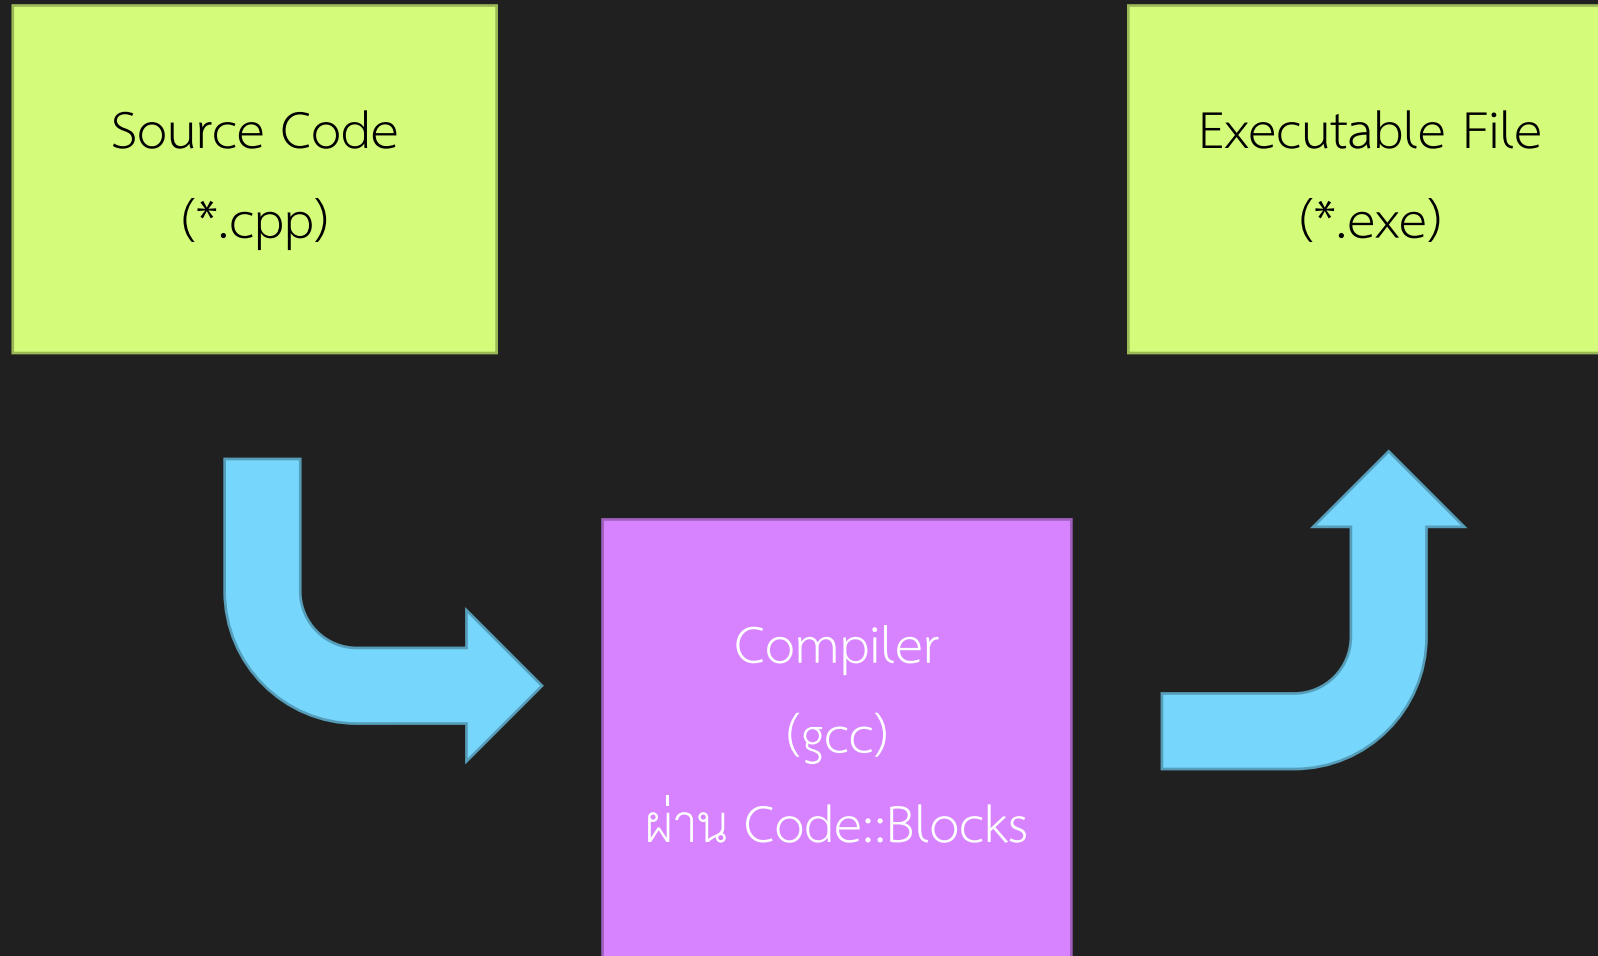 Source Code
(*.cpp)
Executable File
(*.exe)
Compiler
(gcc)
ผ่าน Code::Blocks